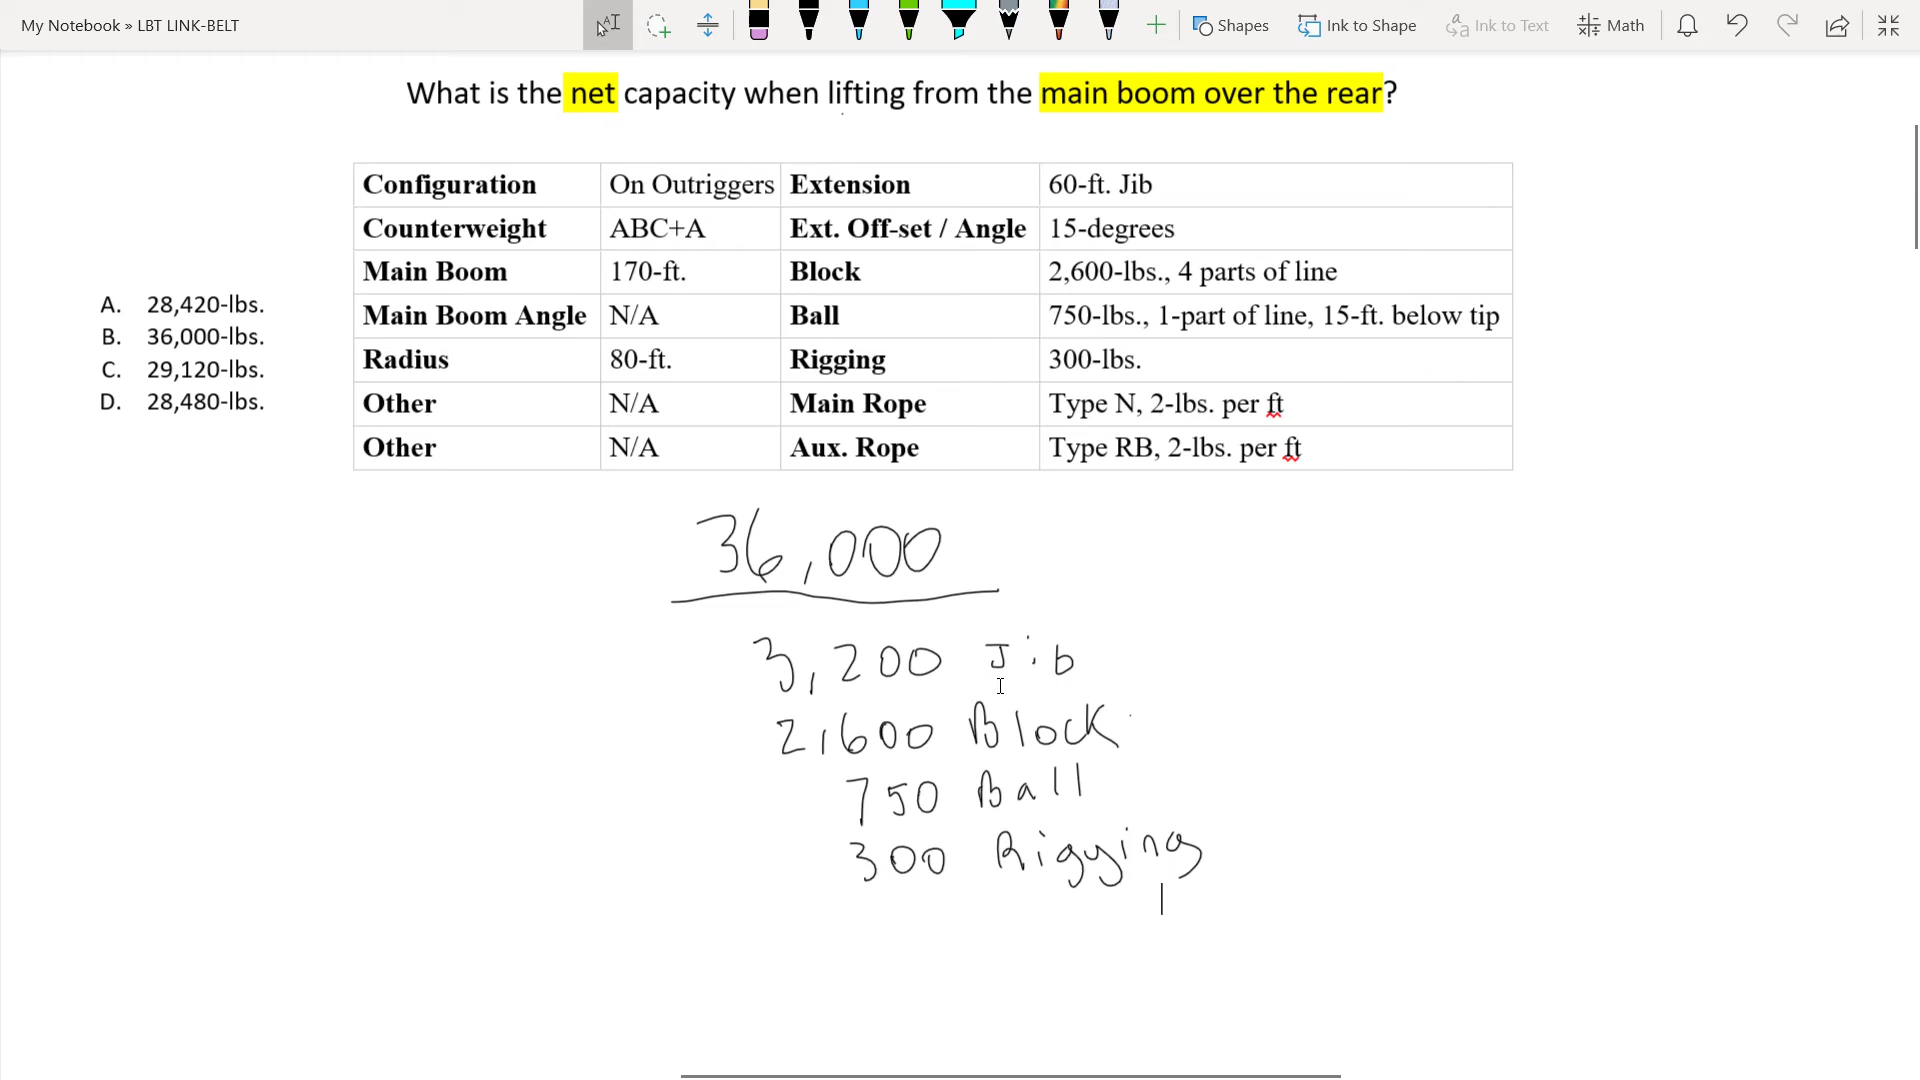 My Notebook » LBT LINK-BELT
Shapes
Ink to Shape
Ink to Text
Math
What is the net capacity when lifting from the main boom over the rear?
Configuration On Outriggers Extension 60-ft. Jib
Counterweight ABC+A Ext. Off-set / Angle 15-degrees
Main Boom 170-ft. Block 2,600-lbs., 4 parts of line
Main Boom Angle N/A Ball 750-lbs., 1-part of line, 15-ft. below tip
Radius 80-ft. Rigging 300-lbs.
Other N/A Main Rope Type N, 2-lbs. per ft
Other N/A Aux. Rope Type RB, 2-lbs. per ft
A. 28,420-lbs.
B. 36,000-lbs.
C. 29,120-lbs.
D. 28,480-lbs.
36,000
3,200 Jib
2,600 Block
750 Ball
300 Rigging